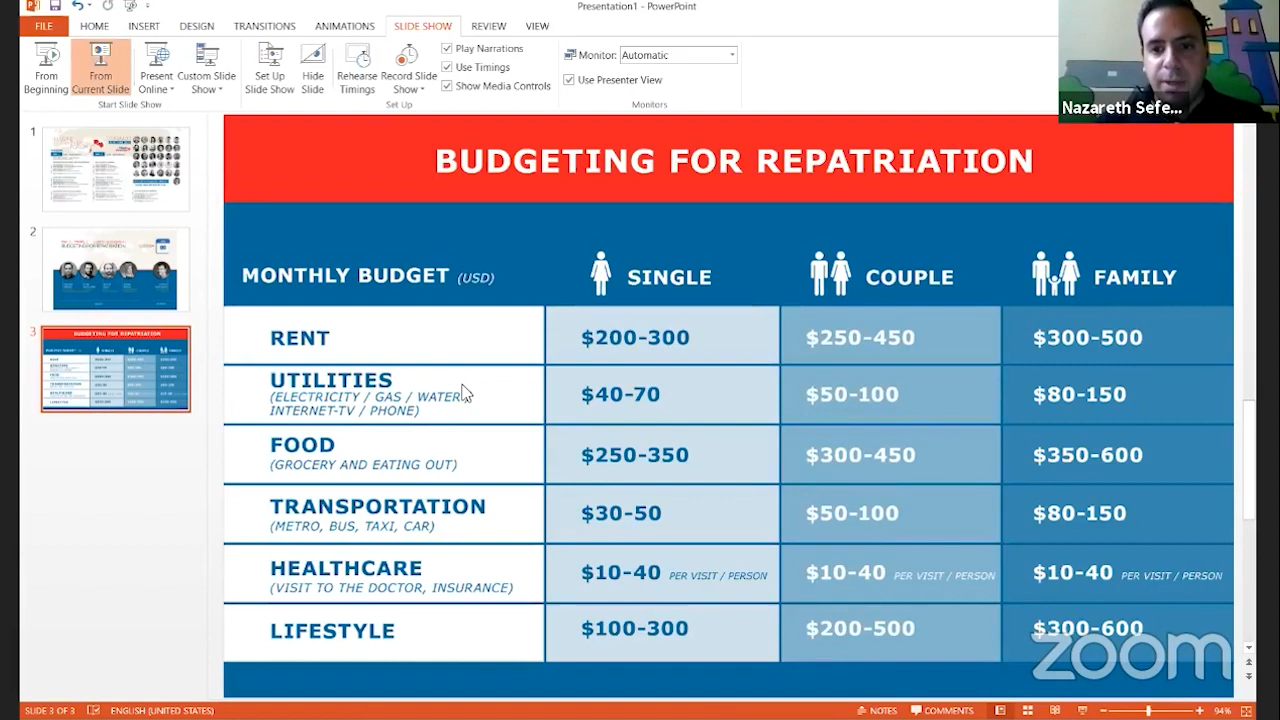 Presentation1 - PowerPoint
FILE HOME INSERT DESIGN TRANSITIONS ANIMATIONS SLIDE SHOW REVIEW VIEW
From Beginning
From Current Slide
Present Online
Custom Slide Show
Set Up Slide Show
Hide Slide
Rehearse Timings
Record Slide Show
Play Narrations
Use Timings
Show Media Controls
Monitor: Automatic
Use Presenter View
Start Slide Show
Set Up
Monitors
Nazareth Sefe...
1
2
3
BUDGETING FOR REPATRIATION
MONTHLY BUDGET (USD) SINGLE COUPLE FAMILY
RENT $200-300 $250-450 $300-500
UTILITIES
(ELECTRICITY / GAS / WATER
INTERNET-TV / PHONE)
$40-70 $50-100 $80-150
FOOD
(GROCERY AND EATING OUT)
$250-350 $300-450 $350-600
TRANSPORTATION
(METRO, BUS, TAXI, CAR)
$30-50 $50-100 $80-150
HEALTHCARE
(VISIT TO THE DOCTOR, INSURANCE)
$10-40 PER VISIT / PERSON $10-40 PER VISIT / PERSON $10-40 PER VISIT / PERSON
LIFESTYLE $100-300 $200-500 $300-600
zoom
SLIDE 3 OF 3 ENGLISH (UNITED STATES) NOTES COMMENTS 94%